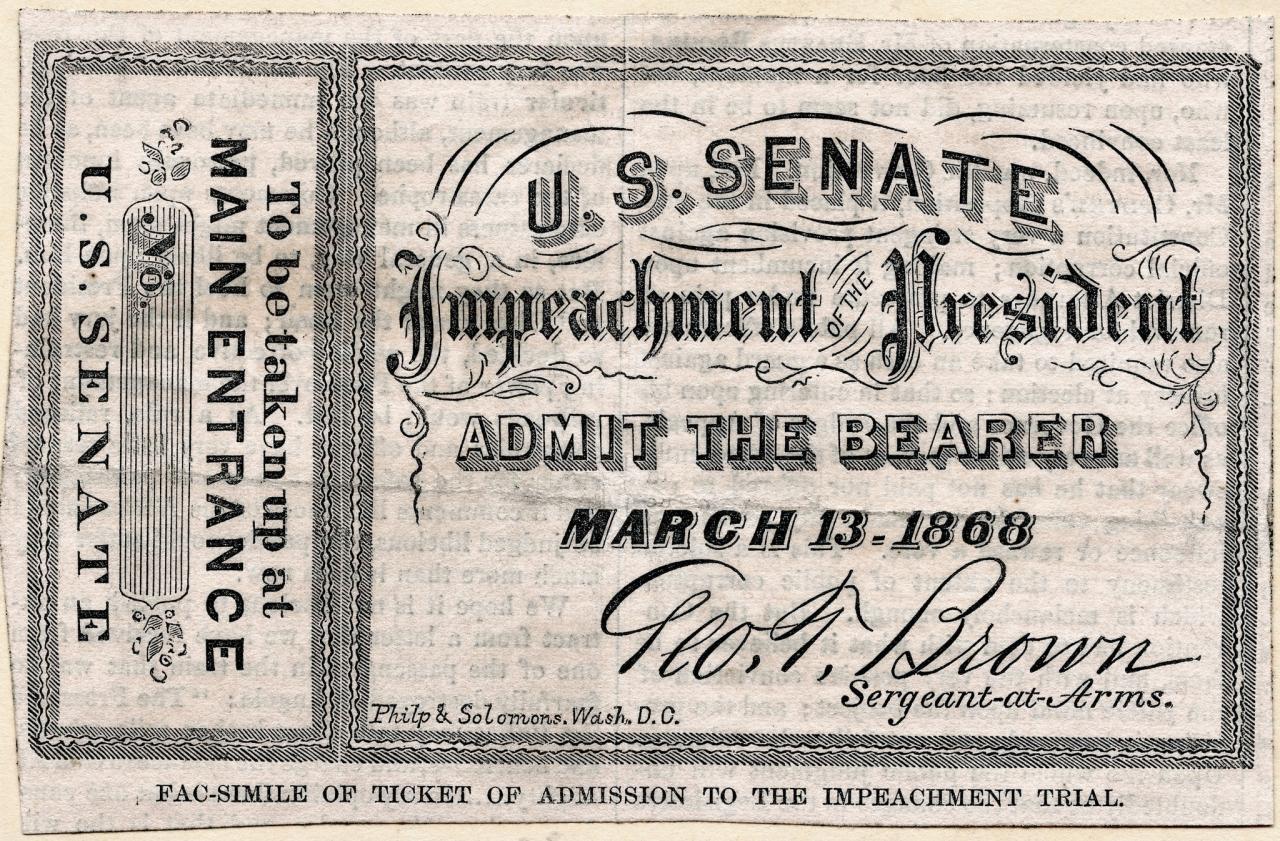 U.S. SENATE
No.
MAIN ENTRANCE
To be taken up at
U. S. SENATE
Impeachment OF THE President
ADMIT THE BEARER
MARCH 13-1868
Geo. T. Brown
Sergeant-at-Arms.
Philp & Solomons. Wash. D.C.
FAC-SIMILE OF TICKET OF ADMISSION TO THE IMPEACHMENT TRIAL.